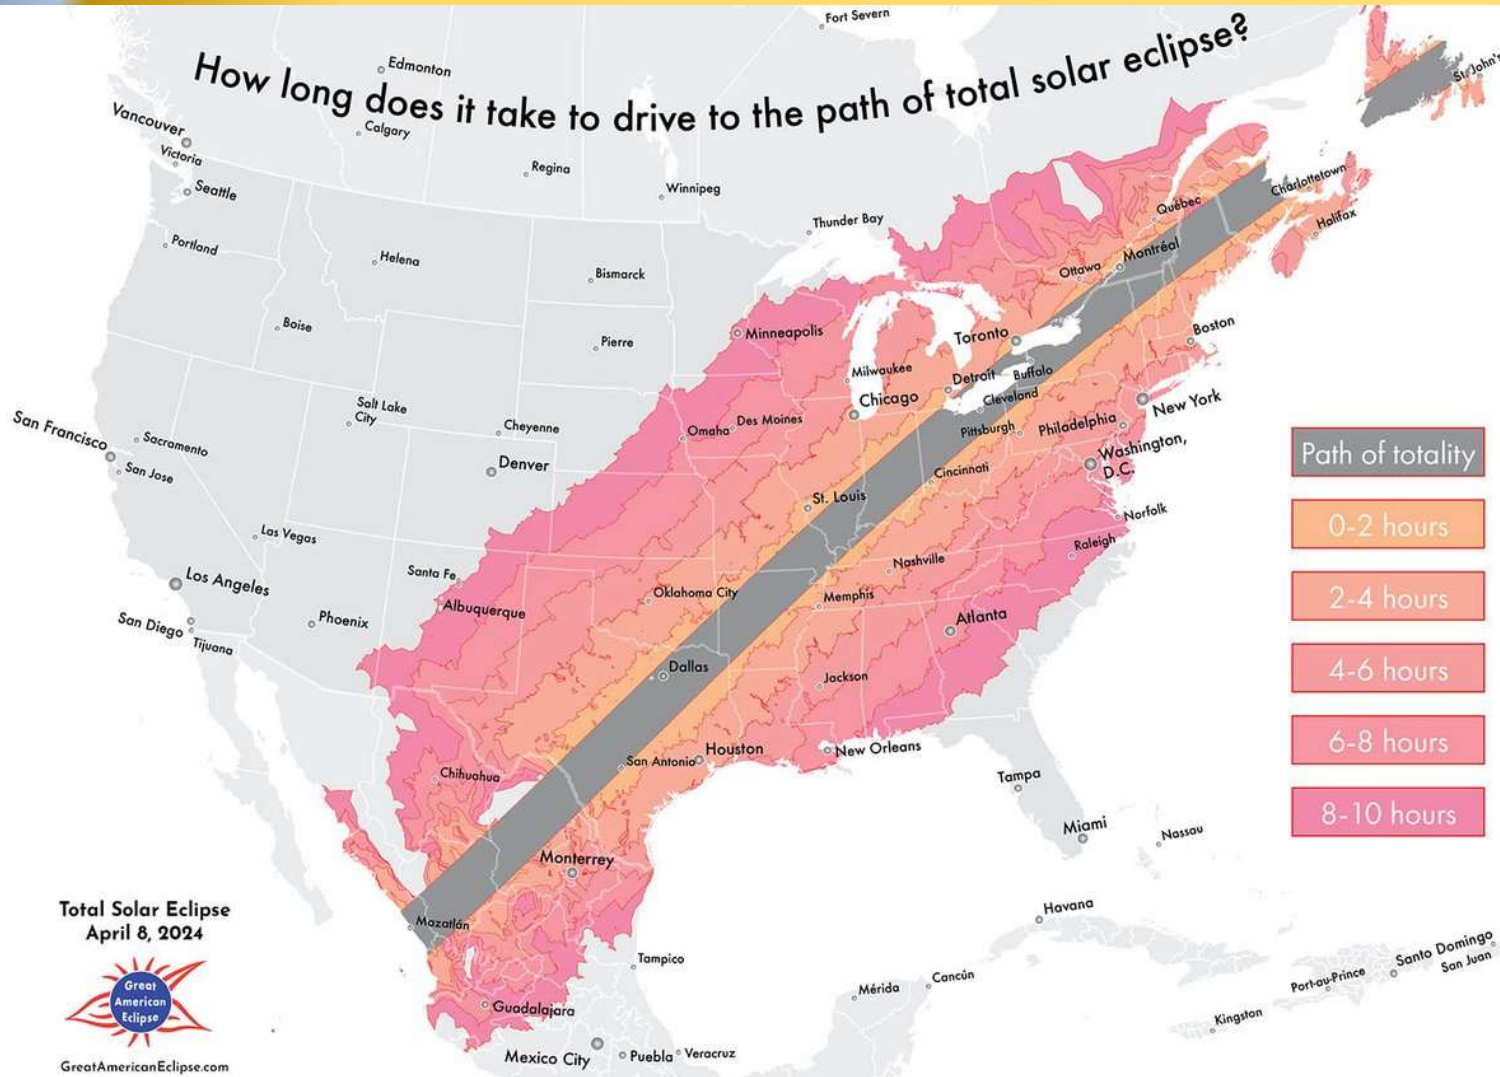 How long does it take to drive to the path of total solar eclipse?
Fort Severn
Edmonton
Calgary
Vancouver
Victoria
Seattle
Regina
Winnipeg
Thunder Bay
Québec
Charlottetown
St. John's
Halifax
Montréal
Ottawa
Portland
Helena
Bismarck
Boise
Pierre
Minneapolis
Toronto
Boston
Milwaukee
Detroit
Buffalo
Chicago
Cleveland
New York
Salt Lake
City
Cheyenne
Omaha
Des Moines
Pittsburgh
Philadelphia
San Francisco
Sacramento
San Jose
Denver
Washington,
D.C.
Cincinnati
St. Louis
Norfolk
Las Vegas
Raleigh
Nashville
Santa Fe
Los Angeles
Albuquerque
Oklahoma City
Memphis
Atlanta
Phoenix
San Diego
Tijuana
Dallas
Jackson
Houston
New Orleans
San Antonio
Chihuahua
Tampa
Miami
Nassau
Monterrey
Mazatlán
Havana
Tampico
Santo Domingo
San Juan
Port-au-Prince
Mérida
Cancún
Guadalajara
Kingston
Mexico City
Puebla
Veracruz
Path of totality
0-2 hours
2-4 hours
4-6 hours
6-8 hours
8-10 hours
Total Solar Eclipse
April 8, 2024
Great
American
Eclipse
GreatAmericanEclipse.com